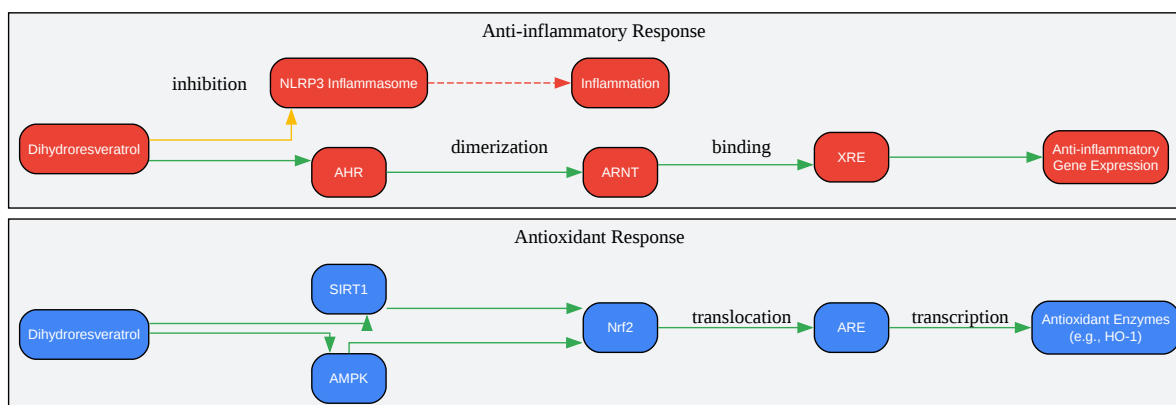 Anti-inflammatory Response
inhibition
NLRP3 Inflammasome
Inflammation
Dihydroresveratrol
AHR
dimerization
ARNT
binding
XRE
Anti-inflammatory
Gene Expression
Antioxidant Response
SIRT1
Dihydroresveratrol
AMPK
Nrf2
translocation
ARE
transcription
Antioxidant Enzymes
(e.g., HO-1)